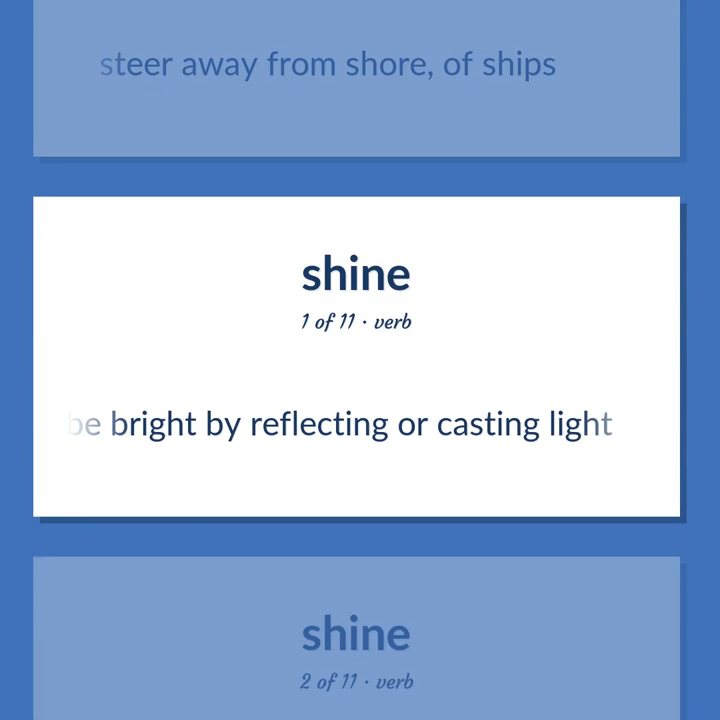 steer away from shore, of ships
shine
1 of 11 · verb
be bright by reflecting or casting light
shine
2 of 11 · verb